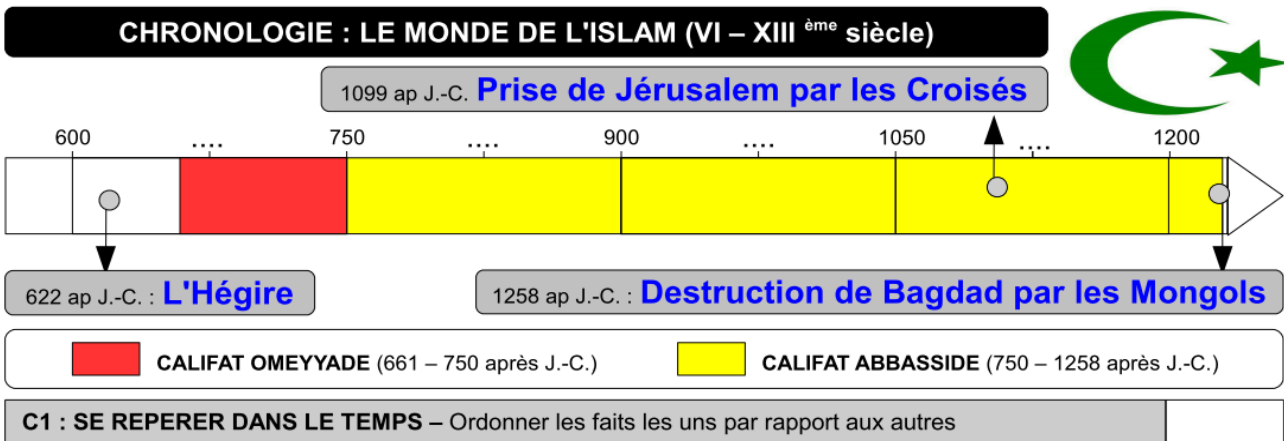 CHRONOLOGIE : LE MONDE DE L'ISLAM (VI – XIII ème siècle)
1099 ap J.-C. Prise de Jérusalem par les Croisés
600 .... 750 .... 900 .... 1050 .... 1200
622 ap J.-C. : L'Hégire
1258 ap J.-C. : Destruction de Bagdad par les Mongols
CALIFAT OMEYYADE (661 – 750 après J.-C.)
CALIFAT ABBASSIDE (750 – 1258 après J.-C.)
C1 : SE REPERER DANS LE TEMPS – Ordonner les faits les uns par rapport aux autres